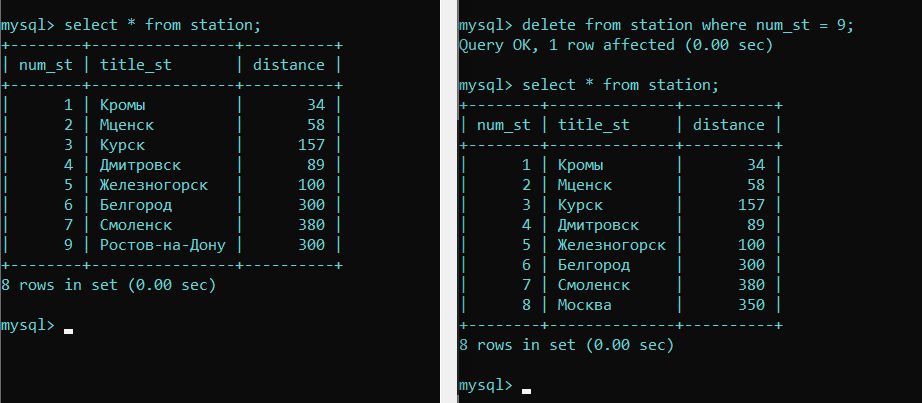 mysql> select * from station;
+--------+----------------+----------+
| num_st | title_st       | distance |
+--------+----------------+----------+
|      1 | Кромы          |       34 |
|      2 | Мценск         |       58 |
|      3 | Курск          |      157 |
|      4 | Дмитровск      |       89 |
|      5 | Железногорск   |      100 |
|      6 | Белгород       |      300 |
|      7 | Смоленск       |      380 |
|      9 | Ростов-на-Дону |      300 |
+--------+----------------+----------+
8 rows in set (0.00 sec)
mysql>
mysql> delete from station where num_st = 9;
Query OK, 1 row affected (0.00 sec)
mysql> select * from station;
+--------+--------------+----------+
| num_st | title_st     | distance |
+--------+--------------+----------+
|      1 | Кромы        |       34 |
|      2 | Мценск       |       58 |
|      3 | Курск        |      157 |
|      4 | Дмитровск    |       89 |
|      5 | Железногорск |      100 |
|      6 | Белгород     |      300 |
|      7 | Смоленск     |      380 |
|      8 | Москва       |      350 |
+--------+--------------+----------+
8 rows in set (0.00 sec)
mysql>